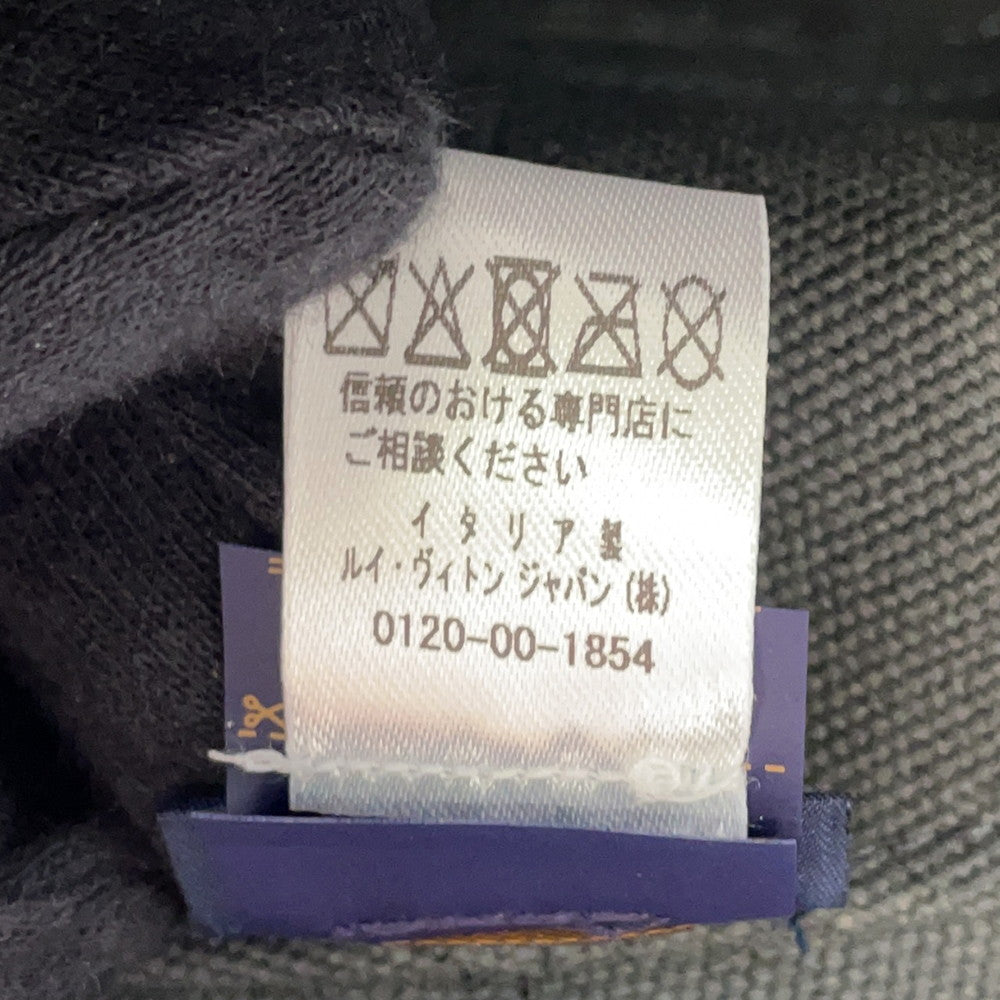 信頼のおける専門店に
ご相談ください
イタリア製
ルイ・ヴィトン ジャパン (株)
0120-00-1854